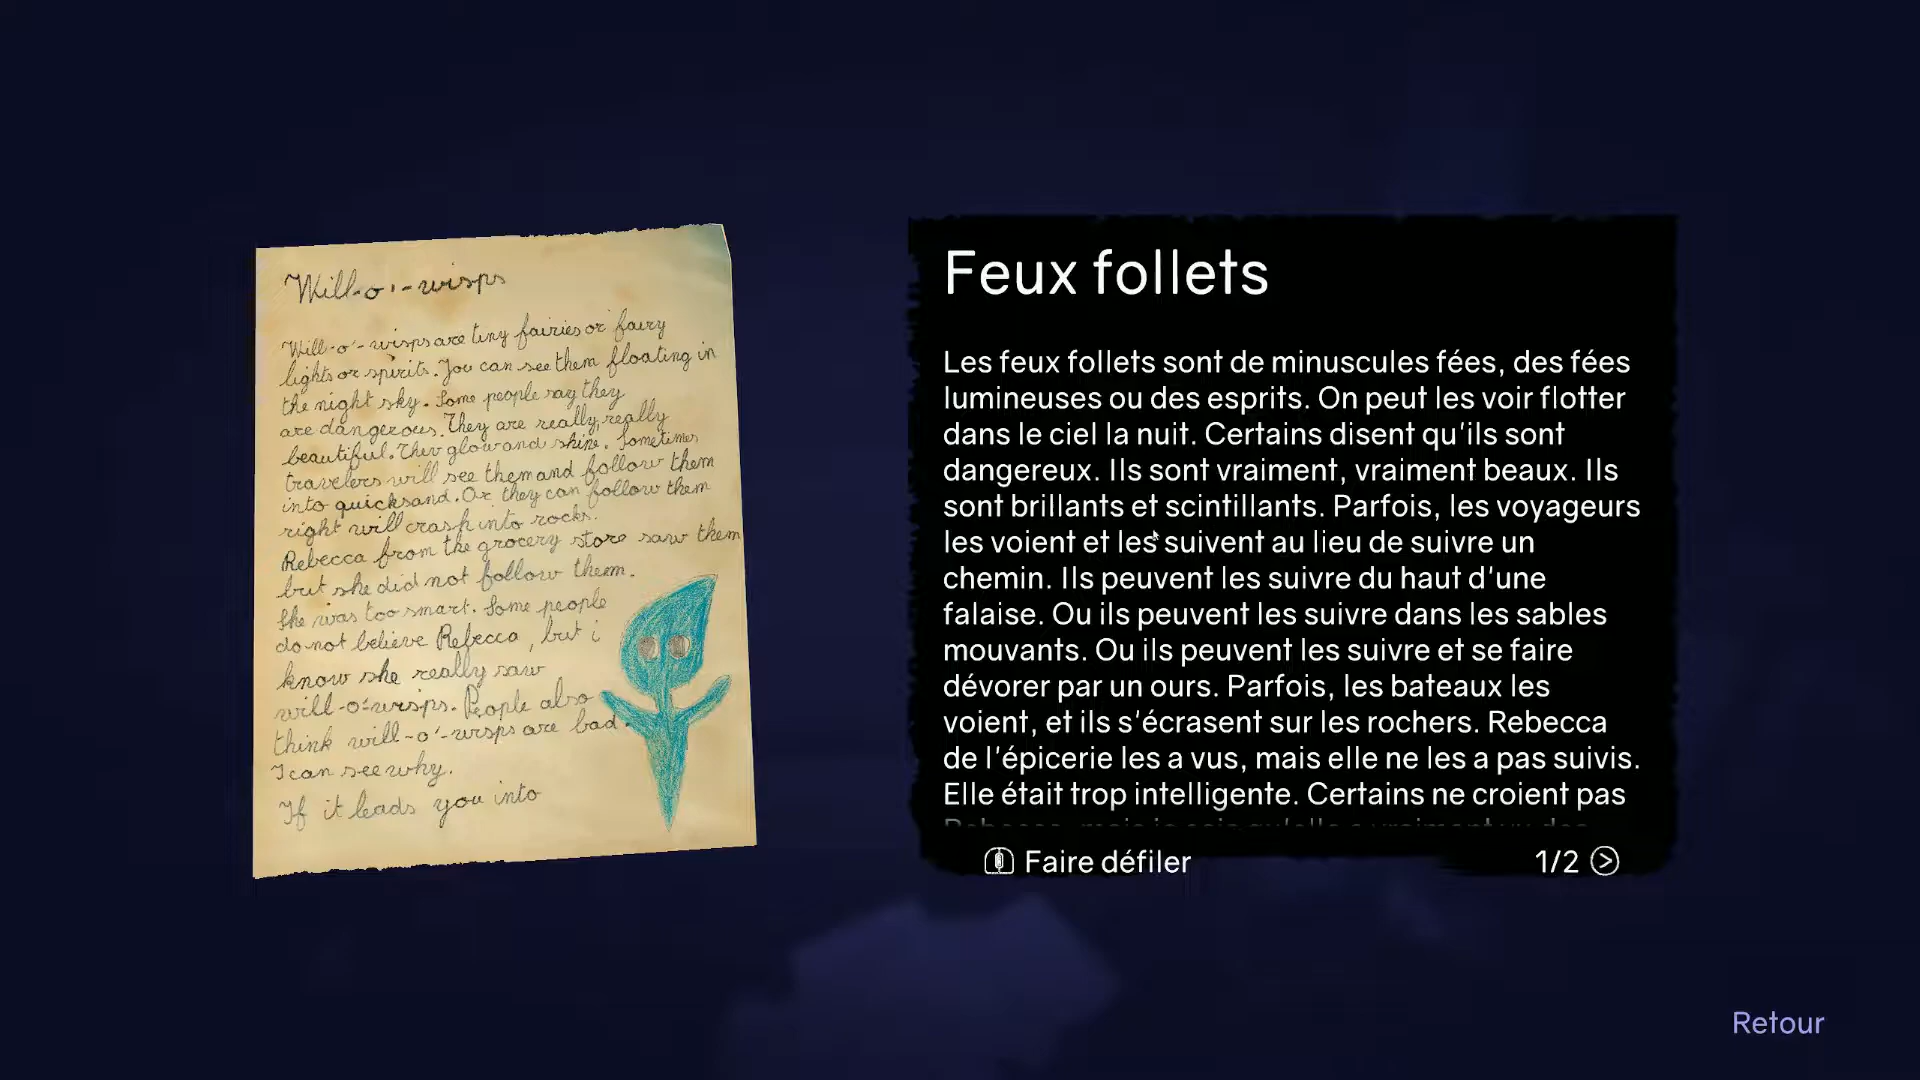 Will-o'-wisps
Will-o'-wisps are tiny fairies or fairy
lights or spirits. You can see them floating in
the night sky. Some people say they
are dangerous. They are really, really
beautiful. They glow and shine. Sometimes
travelers will see them and follow them
into quicksand. Or they can follow them
right will crash into rocks.
Rebecca from the grocery store saw them
but she did not follow them.
She was too smart. Some people
do not believe Rebecca, but i
know she really saw
will-o'-wisps. People also
think will-o'-wisps are bad.
I can see why.
If it leads you into
Feux follets
Les feux follets sont de minuscules fées, des fées
lumineuses ou des esprits. On peut les voir flotter
dans le ciel la nuit. Certains disent qu'ils sont
dangereux. Ils sont vraiment, vraiment beaux. Ils
sont brillants et scintillants. Parfois, les voyageurs
les voient et les suivent au lieu de suivre un
chemin. Ils peuvent les suivre du haut d'une
falaise. Ou ils peuvent les suivre dans les sables
mouvants. Ou ils peuvent les suivre et se faire
dévorer par un ours. Parfois, les bateaux les
voient, et ils s'écrasent sur les rochers. Rebecca
de l'épicerie les a vus, mais elle ne les a pas suivis.
Elle était trop intelligente. Certains ne croient pas
Faire défiler
1/2
Retour